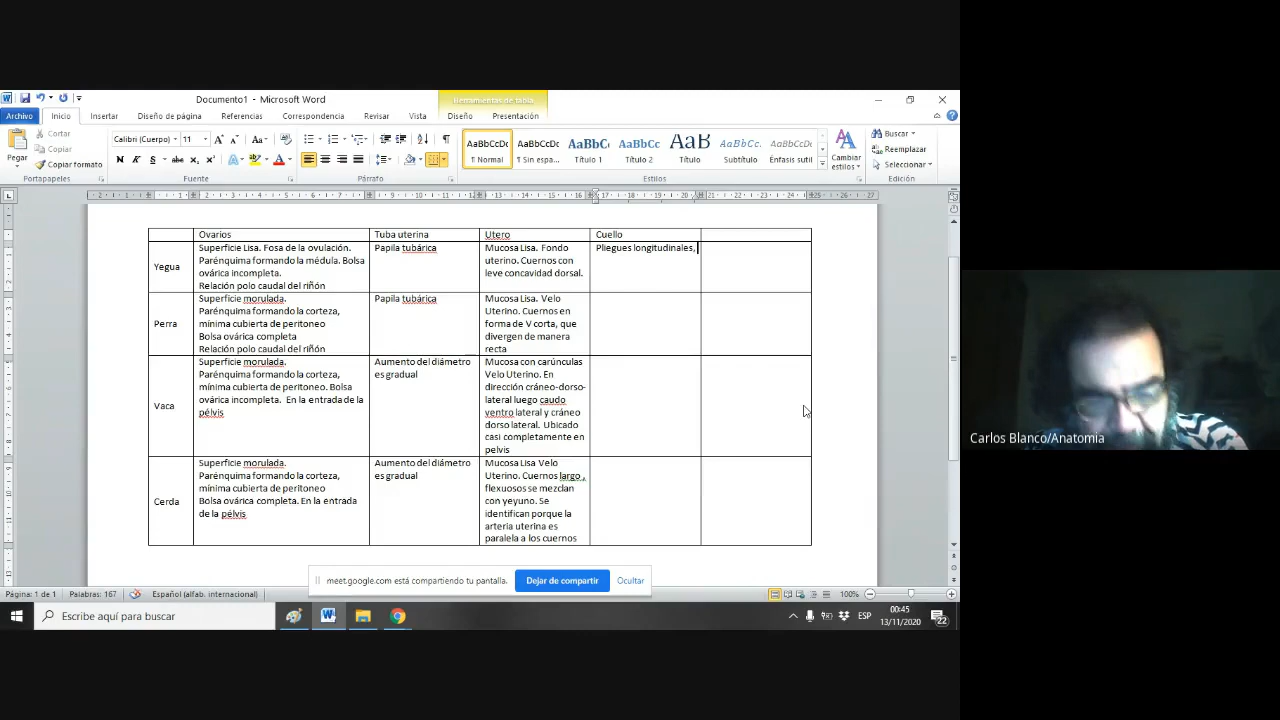 Documento1 - Microsoft Word
Herramientas de tabla
Archivo Inicio Insertar Diseño de página Referencias Correspondencia Revisar Vista Diseño Presentación
Pegar
Cortar
Copiar
Copiar formato
Portapapeles
Calibri (Cuerpo) 11
N K S abc x₂ x²
Fuente
Párrafo
AaBbCcDc AaBbCcDc AaBbC AaBbCc AaB AaBbCc. AaBbCcDc
¶ Normal ¶ Sin espa... Título 1 Título 2 Título Subtítulo Énfasis sutil
Cambiar estilos
Estilos
Buscar
Reemplazar
Seleccionar
Edición
Ovarios Tuba uterina Utero Cuello
Yegua
Superficie Lisa. Fosa de la ovulación.
Parénquima formando la médula. Bolsa
ovárica incompleta.
Relación polo caudal del riñón
Papila tubárica
Mucosa Lisa. Fondo
uterino. Cuernos con
leve concavidad dorsal.
Pliegues longitudinales,
Perra
Superficie morulada.
Parénquima formando la corteza,
mínima cubierta de peritoneo
Bolsa ovárica completa
Relación polo caudal del riñón
Papila tubárica
Mucosa Lisa. Velo
Uterino. Cuernos en
forma de V corta, que
divergen de manera
recta
Vaca
Superficie morulada.
Parénquima formando la corteza,
mínima cubierta de peritoneo. Bolsa
ovárica incompleta. En la entrada de la
pélvis
Aumento del diámetro
es gradual
Mucosa con carúnculas
Velo Uterino. En
dirección cráneo-dorso-
lateral luego caudo
ventro lateral y cráneo
dorso lateral. Ubicado
casi completamente en
pelvis
Cerda
Superficie morulada.
Parénquima formando la corteza,
mínima cubierta de peritoneo
Bolsa ovárica completa. En la entrada
de la pélvis
Aumento del diámetro
es gradual
Mucosa Lisa Velo
Uterino. Cuernos largo,,
flexuosos se mezclan
con yeyuno. Se
identifican porque la
arteria uterina es
paralela a los cuernos
meet.google.com está compartiendo tu pantalla. Dejar de compartir Ocultar
Página: 1 de 1 Palabras: 167 Español (alfab. internacional) 100%
Escribe aquí para buscar
ESP
00:45
13/11/2020
22
Carlos Blanco/Anatomia